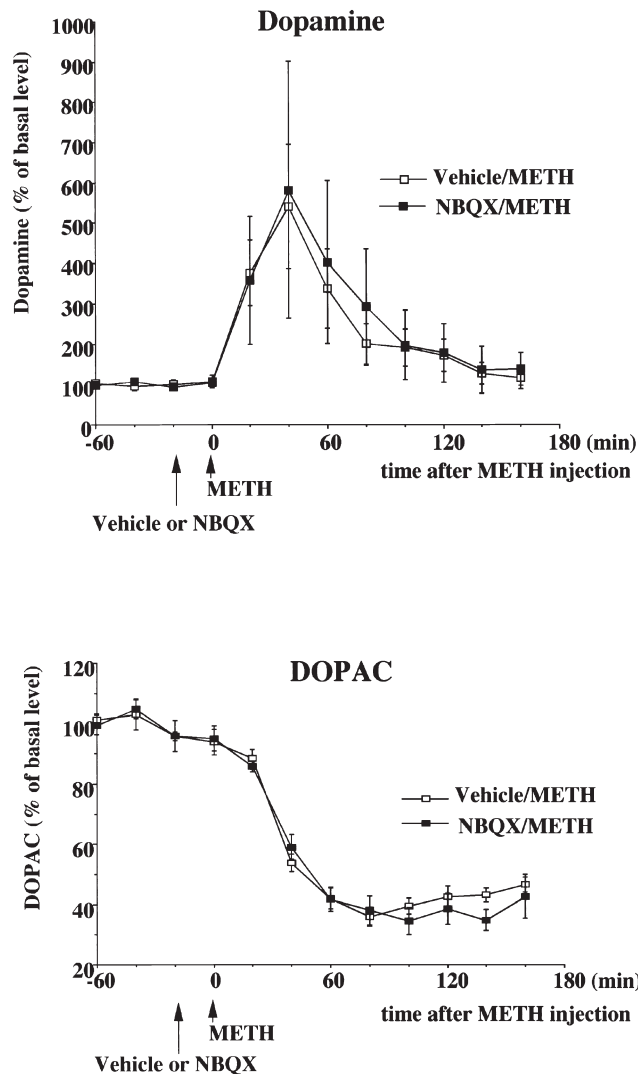 Dopamine
1000
900
800
700
600
500
400
300
200
100
0
Dopamine (% of basal level)
Vehicle/METH
NBQX/METH
-60 0 60 120 180 (min)
time after METH injection
METH
Vehicle or NBQX
DOPAC
120
100
80
60
40
20
DOPAC (% of basal level)
Vehicle/METH
NBQX/METH
-60 0 60 120 180 (min)
time after METH injection
METH
Vehicle or NBQX